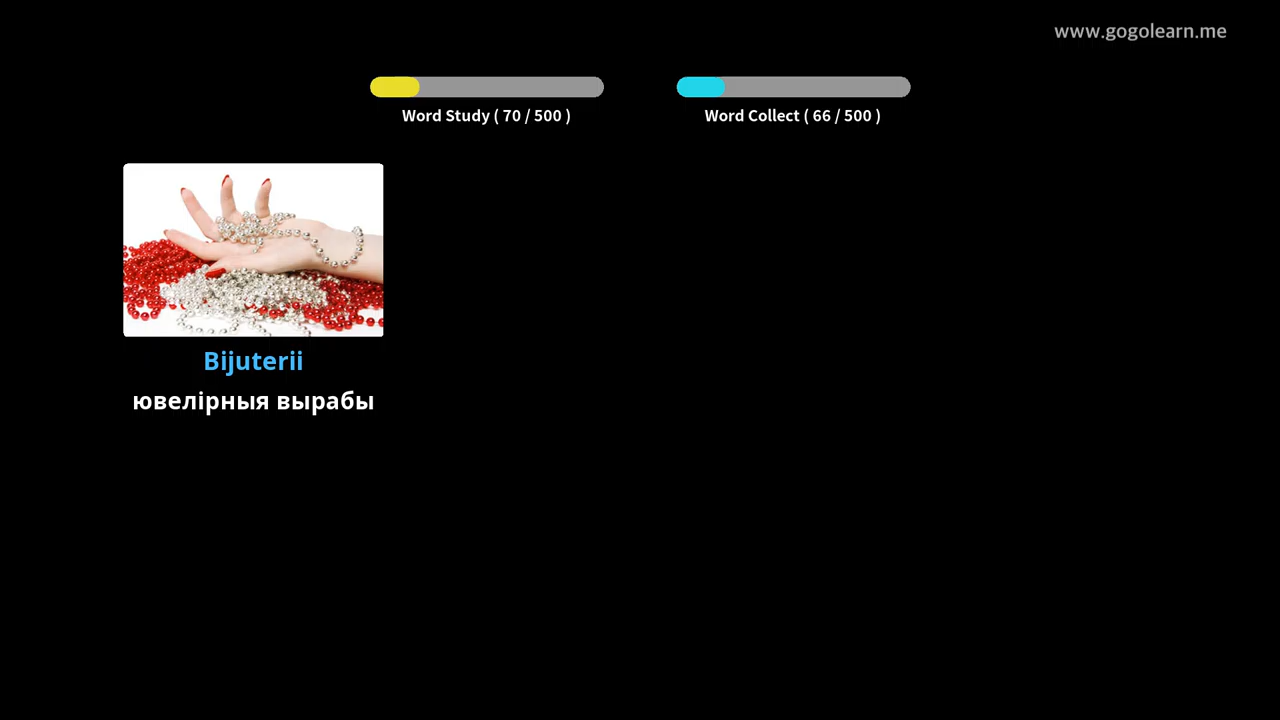 www.gogolearn.me
Word Study ( 70 / 500 )
Word Collect ( 66 / 500 )
Bijuterii
ювелірныя вырабы